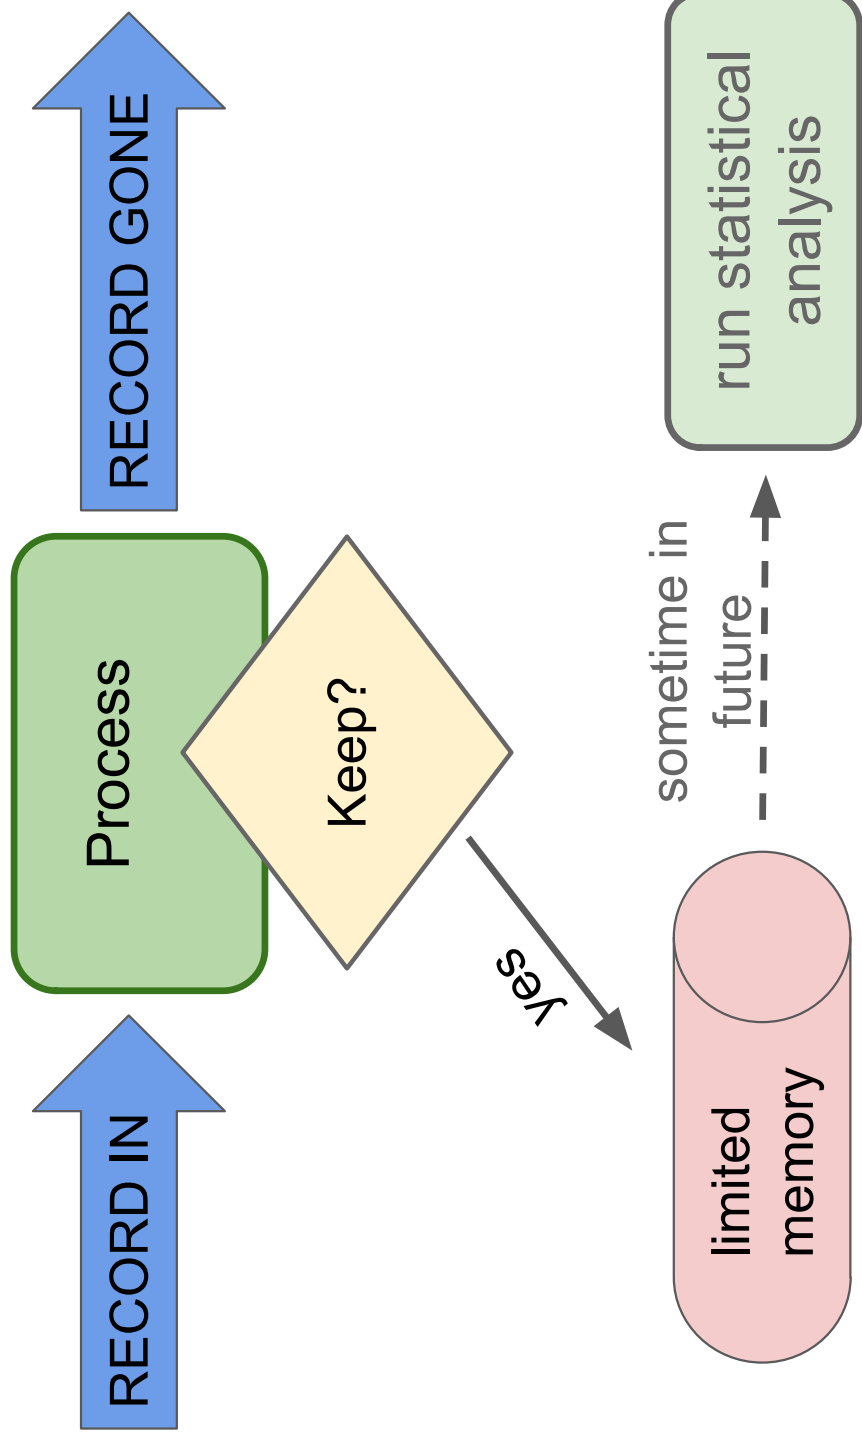 RECORD IN
Process
RECORD GONE
Keep?
yes
limited
memory
sometime in
future
run statistical
analysis